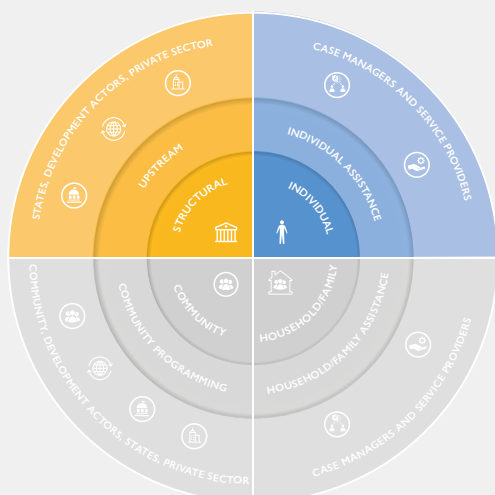 STATES, DEVELOPMENT ACTORS, PRIVATE SECTOR
UPSTREAM
STRUCTURAL
CASE MANAGERS AND SERVICE PROVIDERS
INDIVIDUAL ASSISTANCE
INDIVIDUAL
COMMUNITY
COMMUNITY PROGRAMMING
COMMUNITY, DEVELOPMENT ACTORS, STATES, PRIVATE SECTOR
HOUSEHOLD/FAMILY
HOUSEHOLD/FAMILY ASSISTANCE
CASE MANAGERS AND SERVICE PROVIDERS